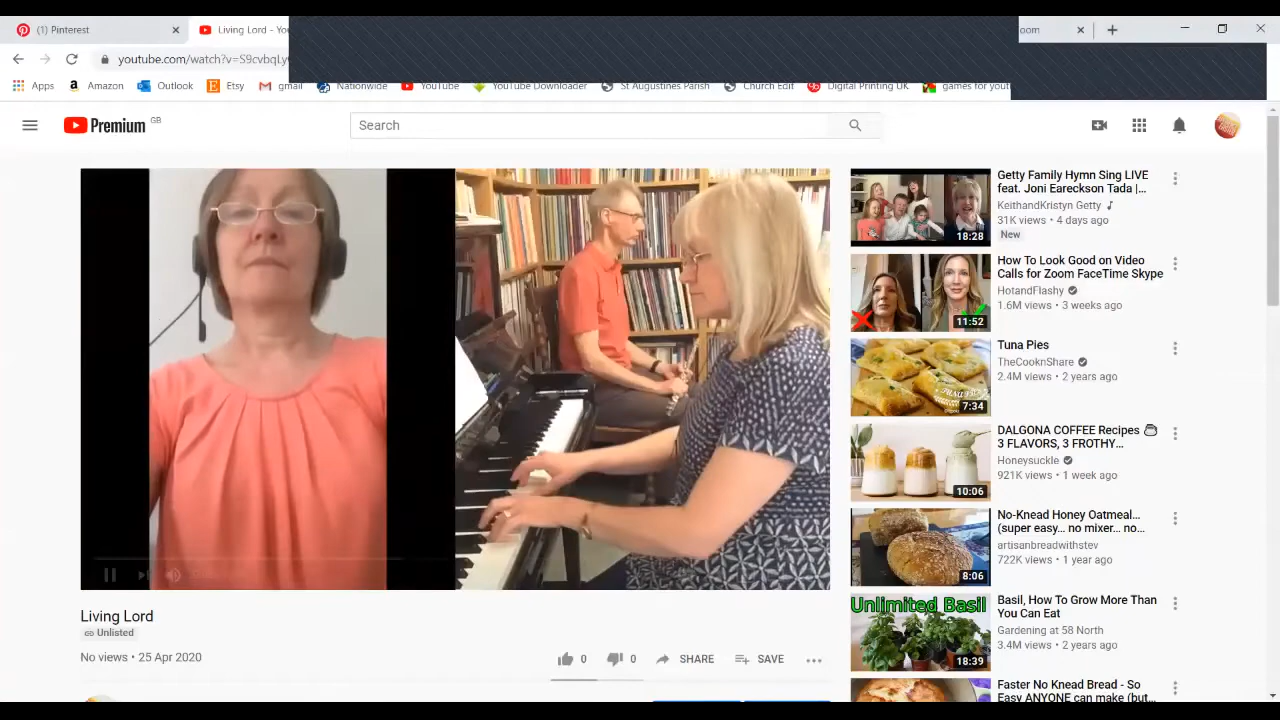 (1) Pinterest
Living Lord - Yo
oom
youtube.com/watch?v=S9cvbqLy
Apps
Amazon
Outlook
Etsy
gmail
Nationwide
YouTube
YouTube Downloader
St Augustines Parish
Church Edit
Digital Printing UK
games for yout
Premium
GB
Search
Getty Family Hymn Sing LIVE
feat. Joni Eareckson Tada |...
KeithandKristyn Getty
31K views • 4 days ago
New
18:28
How To Look Good on Video
Calls for Zoom FaceTime Skype
HotandFlashy
1.6M views • 3 weeks ago
11:52
Tuna Pies
TheCooknShare
2.4M views • 2 years ago
7:34
DALGONA COFFEE Recipes
3 FLAVORS, 3 FROTHY...
Honeysuckle
921K views • 1 week ago
10:06
No-Knead Honey Oatmeal...
(super easy... no mixer... no...
artisanbreadwithstev
722K views • 1 year ago
8:06
Unlimited Basil
Basil, How To Grow More Than
You Can Eat
Gardening at 58 North
3.4M views • 2 years ago
18:39
Faster No Knead Bread - So
Easy ANYONE can make (but...
Living Lord
Unlisted
No views • 25 Apr 2020
0
0
SHARE
SAVE